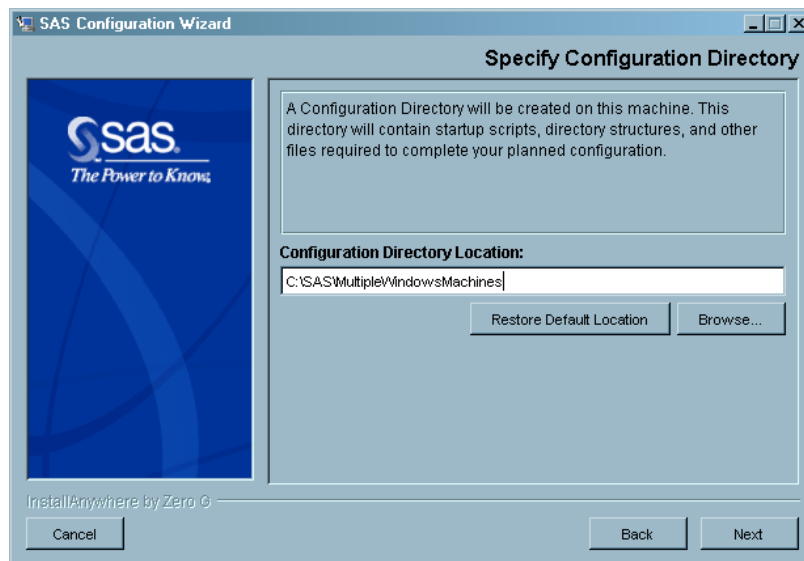 SAS Configuration Wizard
Specify Configuration Directory
sas.
The Power to Know.
A Configuration Directory will be created on this machine. This
directory will contain startup scripts, directory structures, and other
files required to complete your planned configuration.
Configuration Directory Location:
C:\SAS\MultipleWindowsMachines
Restore Default Location
Browse...
InstallAnywhere by Zero G
Cancel
Back
Next